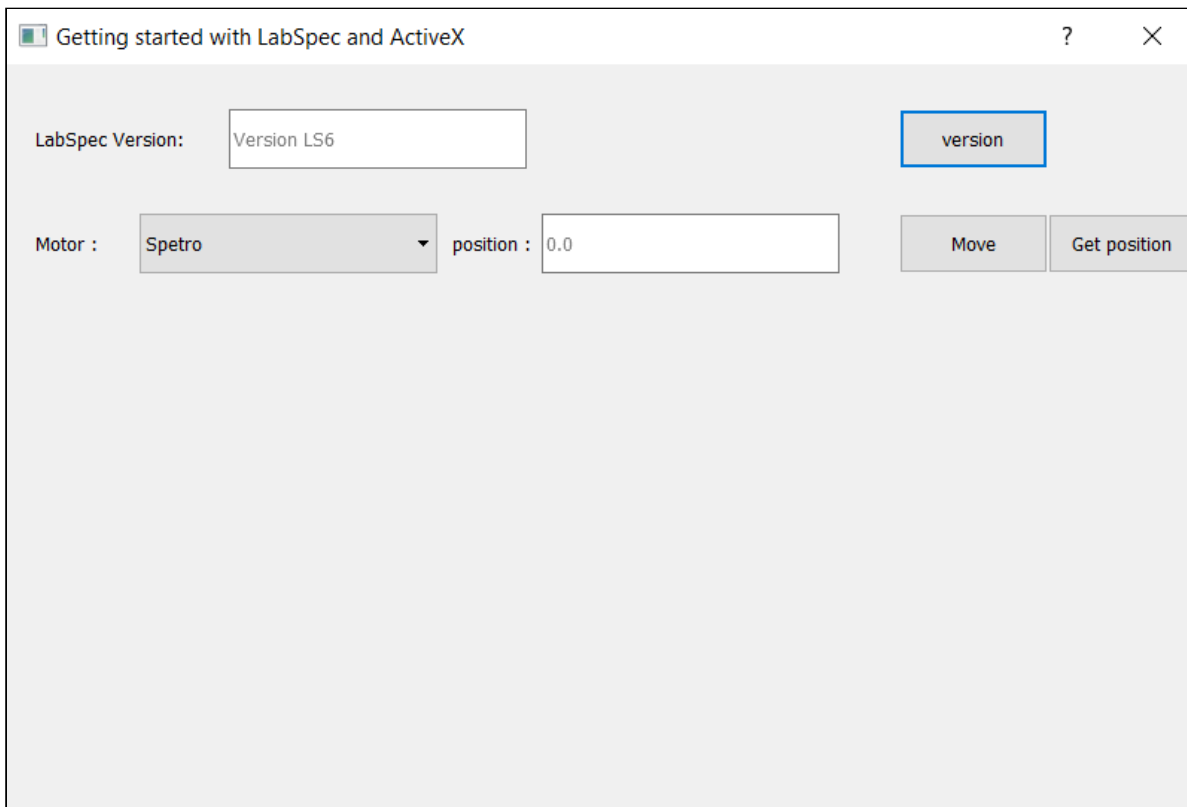 Getting started with LabSpec and ActiveX ?
LabSpec Version: Version LS6 version
Motor : Spetro position : 0.0 Move Get position